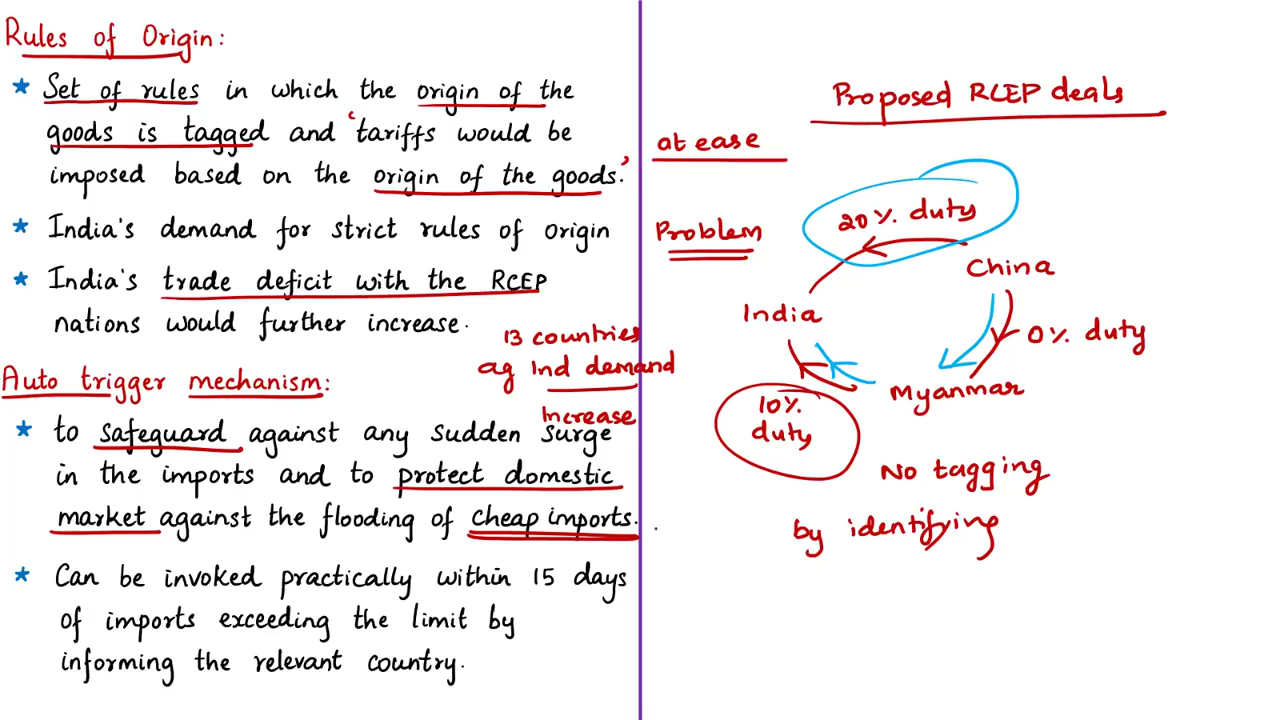 Rules of Origin:
★ Set of rules in which the origin of the
goods is tagged and 'tariffs would be
imposed based on the origin of the goods.'
★ India's demand for strict rules of origin
★ India's trade deficit with the RCEP
nations would further increase.
13 countries
ag Ind demand
Increase
Auto trigger mechanism:
★ to safeguard against any sudden surge
in the imports and to protect domestic
market against the flooding of cheap imports.
★ Can be invoked practically within 15 days
of imports exceeding the limit by
informing the relevant country.
Proposed RCEP deals
at ease
Problem
20% duty
China
India
0% duty
Myanmar
10%
duty
No tagging
by identifying